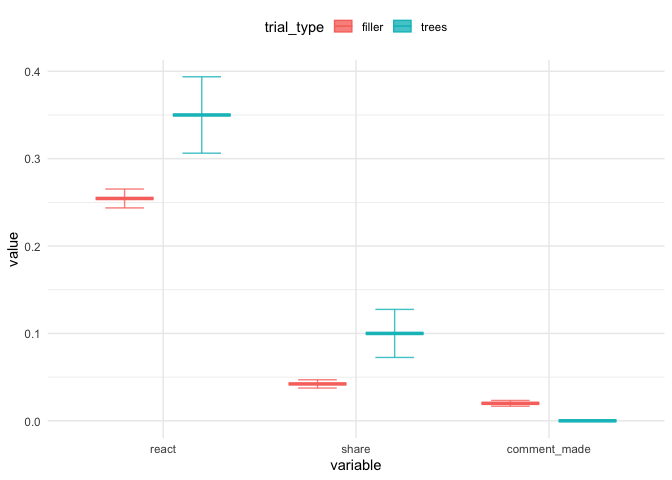 trial_type filler trees
0.4
0.3
0.2
0.1
0.0
value
react share comment_made
variable